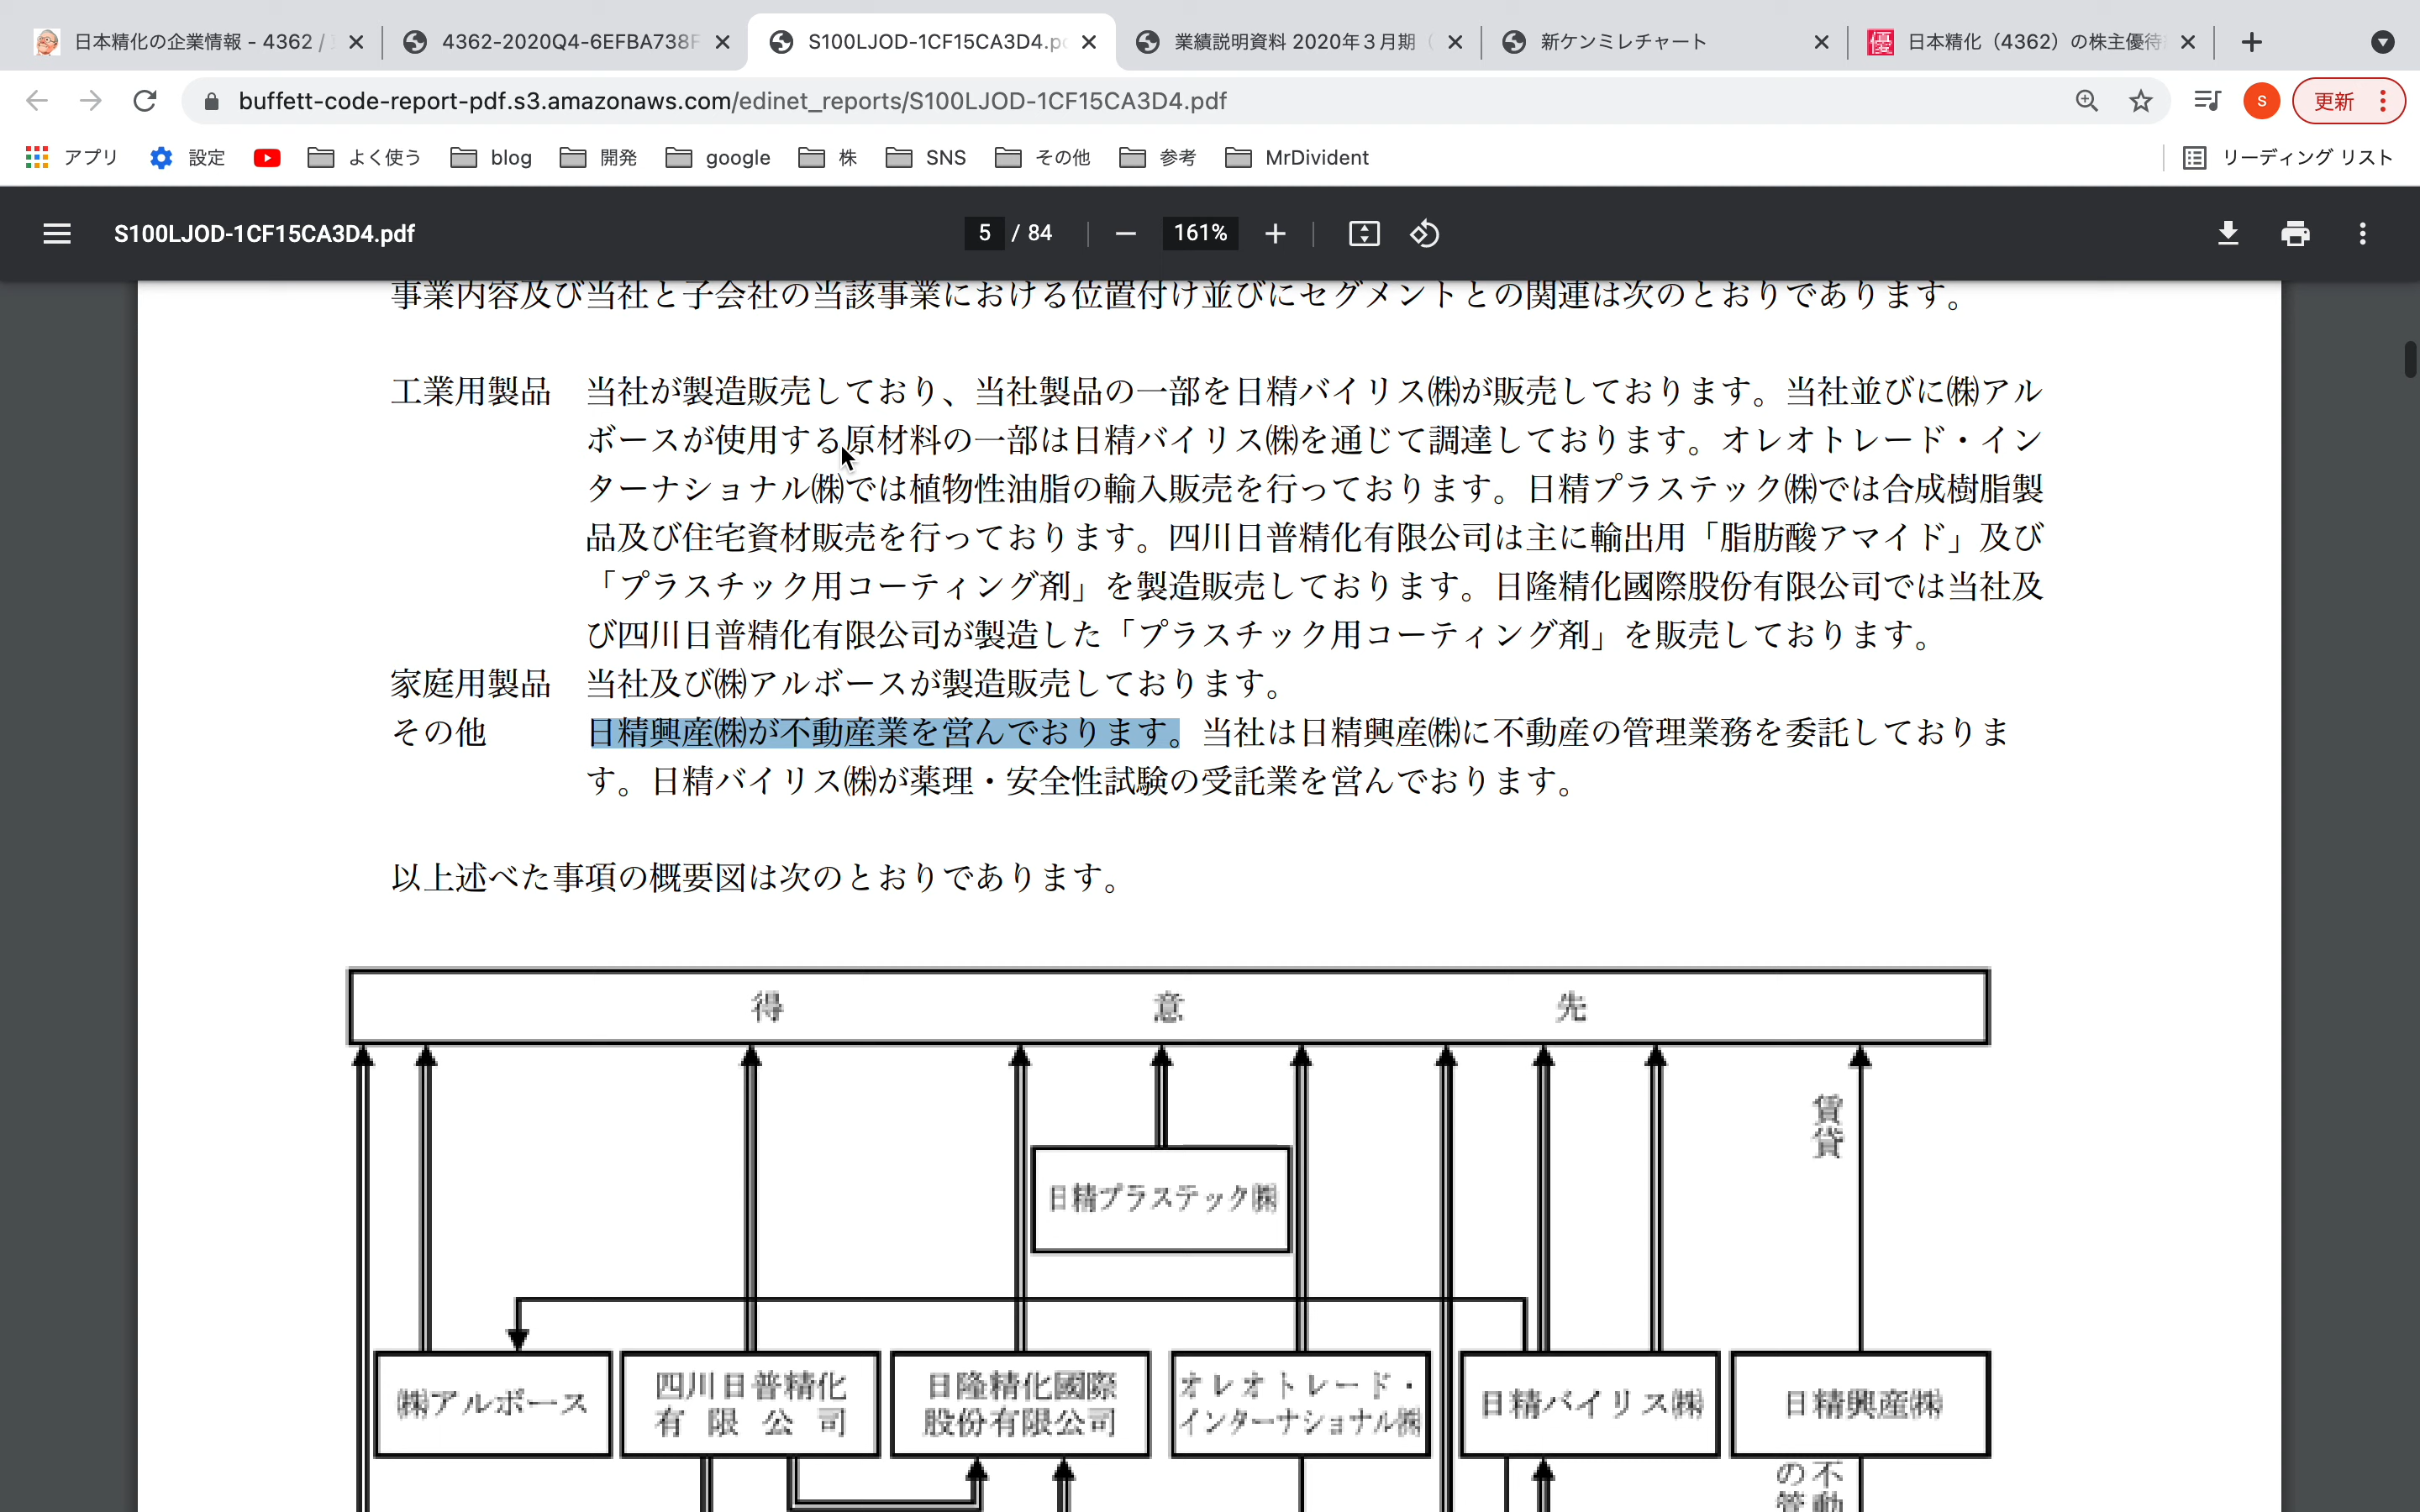 日本精化の企業情報 - 4362 /
4362-2020Q4-6EFBA738F
S100LJOD-1CF15CA3D4.p
業績説明資料 2020年３月期
新ケンミレチャート
優
日本精化（4362）の株主優待
buffett-code-report-pdf.s3.amazonaws.com/edinet_reports/S100LJOD-1CF15CA3D4.pdf
S
更新
アプリ
設定
よく使う
blog
開発
google
株
SNS
その他
参考
MrDivident
リーディング リスト
S100LJOD-1CF15CA3D4.pdf
5 / 84
161%
事業内容及び当社と子会社の当該事業における位置付け並びにセグメントとの関連は次のとおりであります。
工業用製品 当社が製造販売しており、当社製品の一部を日精バイリス㈱が販売しております。当社並びに㈱アル
ボースが使用する原材料の一部は日精バイリス㈱を通じて調達しております。オレオトレード・イン
ターナショナル㈱では植物性油脂の輸入販売を行っております。日精プラステック㈱では合成樹脂製
品及び住宅資材販売を行っております。四川日普精化有限公司は主に輸出用「脂肪酸アマイド」及び
「プラスチック用コーティング剤」を製造販売しております。日隆精化國際股份有限公司では当社及
び四川日普精化有限公司が製造した「プラスチック用コーティング剤」を販売しております。
家庭用製品 当社及び㈱アルボースが製造販売しております。
その他 日精興産㈱が不動産業を営んでおります。当社は日精興産㈱に不動産の管理業務を委託しておりま
す。日精バイリス㈱が薬理・安全性試験の受託業を営んでおります。
以上述べた事項の概要図は次のとおりであります。
得 意 先
賃貸
日精プラステック㈱
㈱アルボース
四川日普精化
有限公司
日隆精化國際
股份有限公司
オレオトレード・
インターナショナル㈱
日精バイリス㈱
日精興産㈱
不動
の管